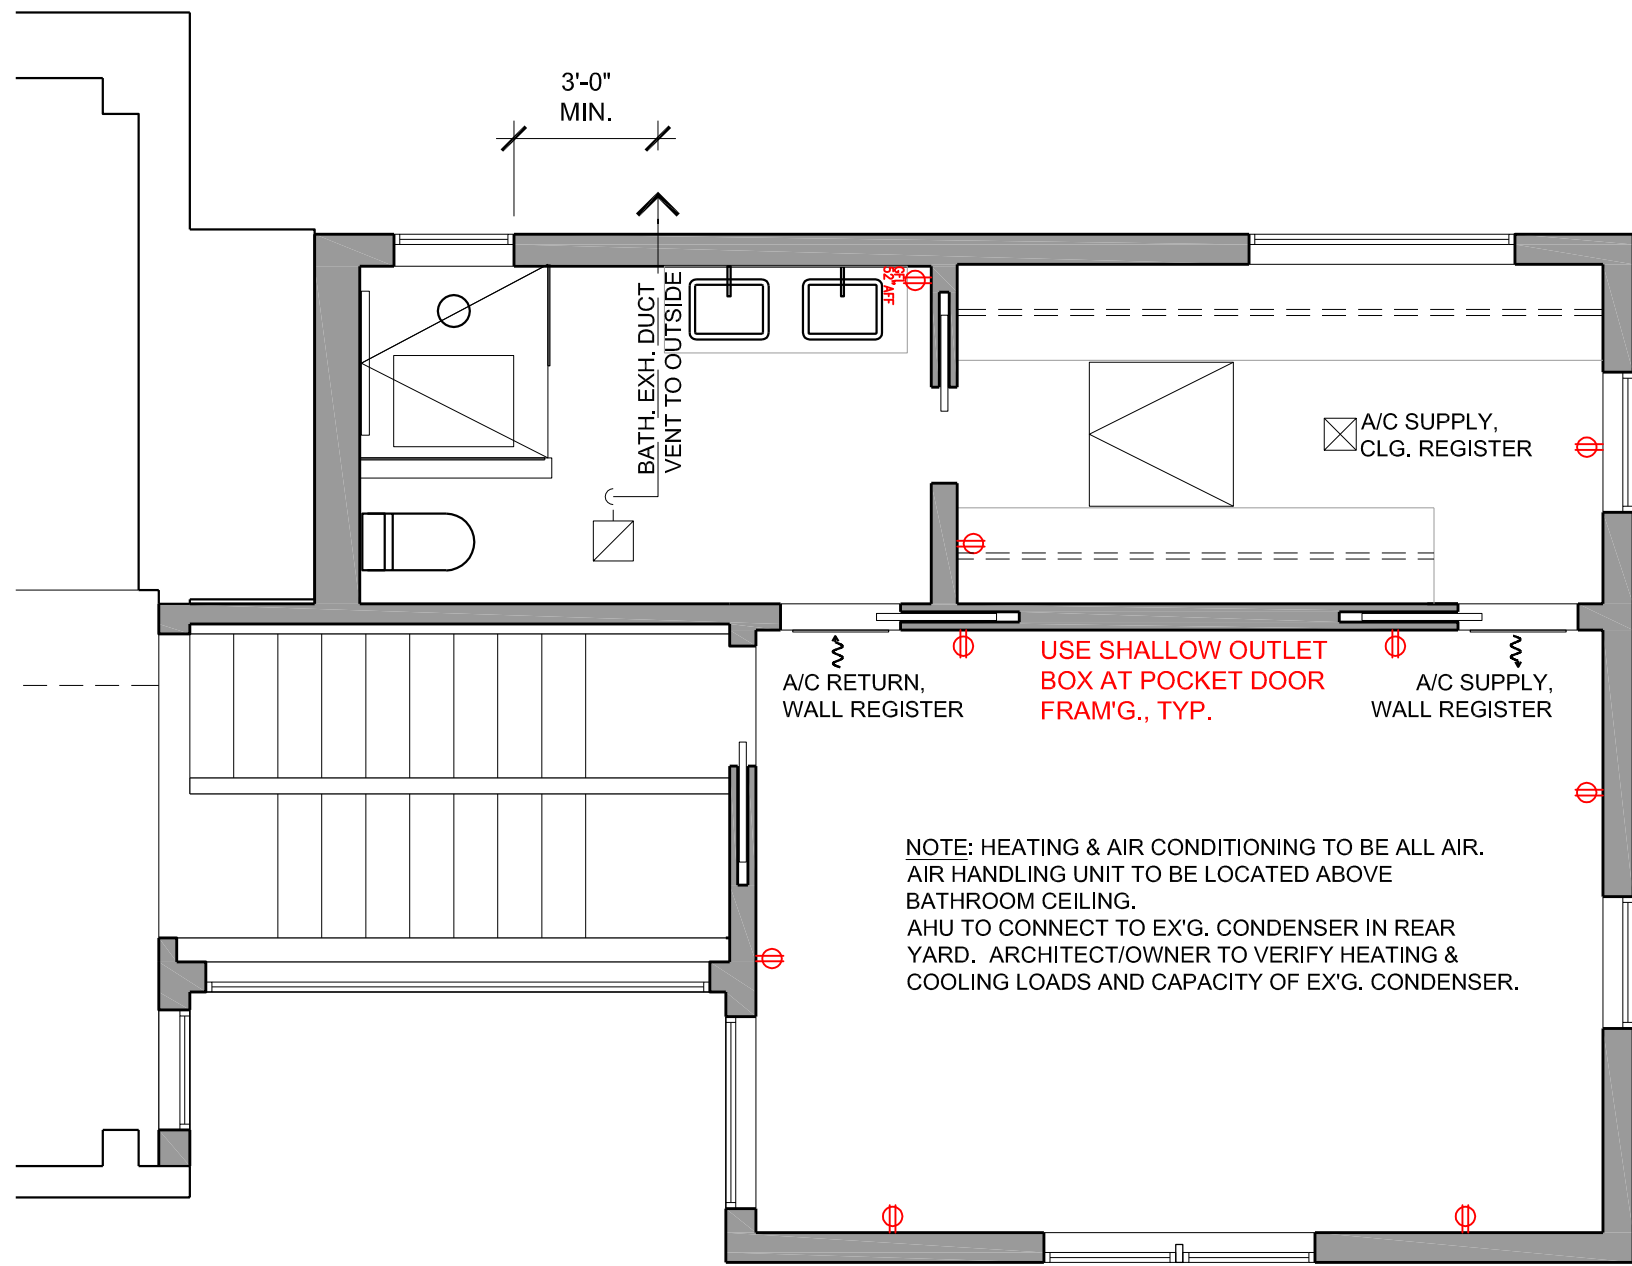 3'-0"
MIN.
BATH. EXH. DUCT
VENT TO OUTSIDE
GFI
52" AFF
A/C SUPPLY,
CLG. REGISTER
A/C RETURN,
WALL REGISTER
USE SHALLOW OUTLET
BOX AT POCKET DOOR
FRAM'G., TYP.
A/C SUPPLY,
WALL REGISTER
NOTE: HEATING & AIR CONDITIONING TO BE ALL AIR.
AIR HANDLING UNIT TO BE LOCATED ABOVE
BATHROOM CEILING.
AHU TO CONNECT TO EX'G. CONDENSER IN REAR
YARD. ARCHITECT/OWNER TO VERIFY HEATING &
COOLING LOADS AND CAPACITY OF EX'G. CONDENSER.